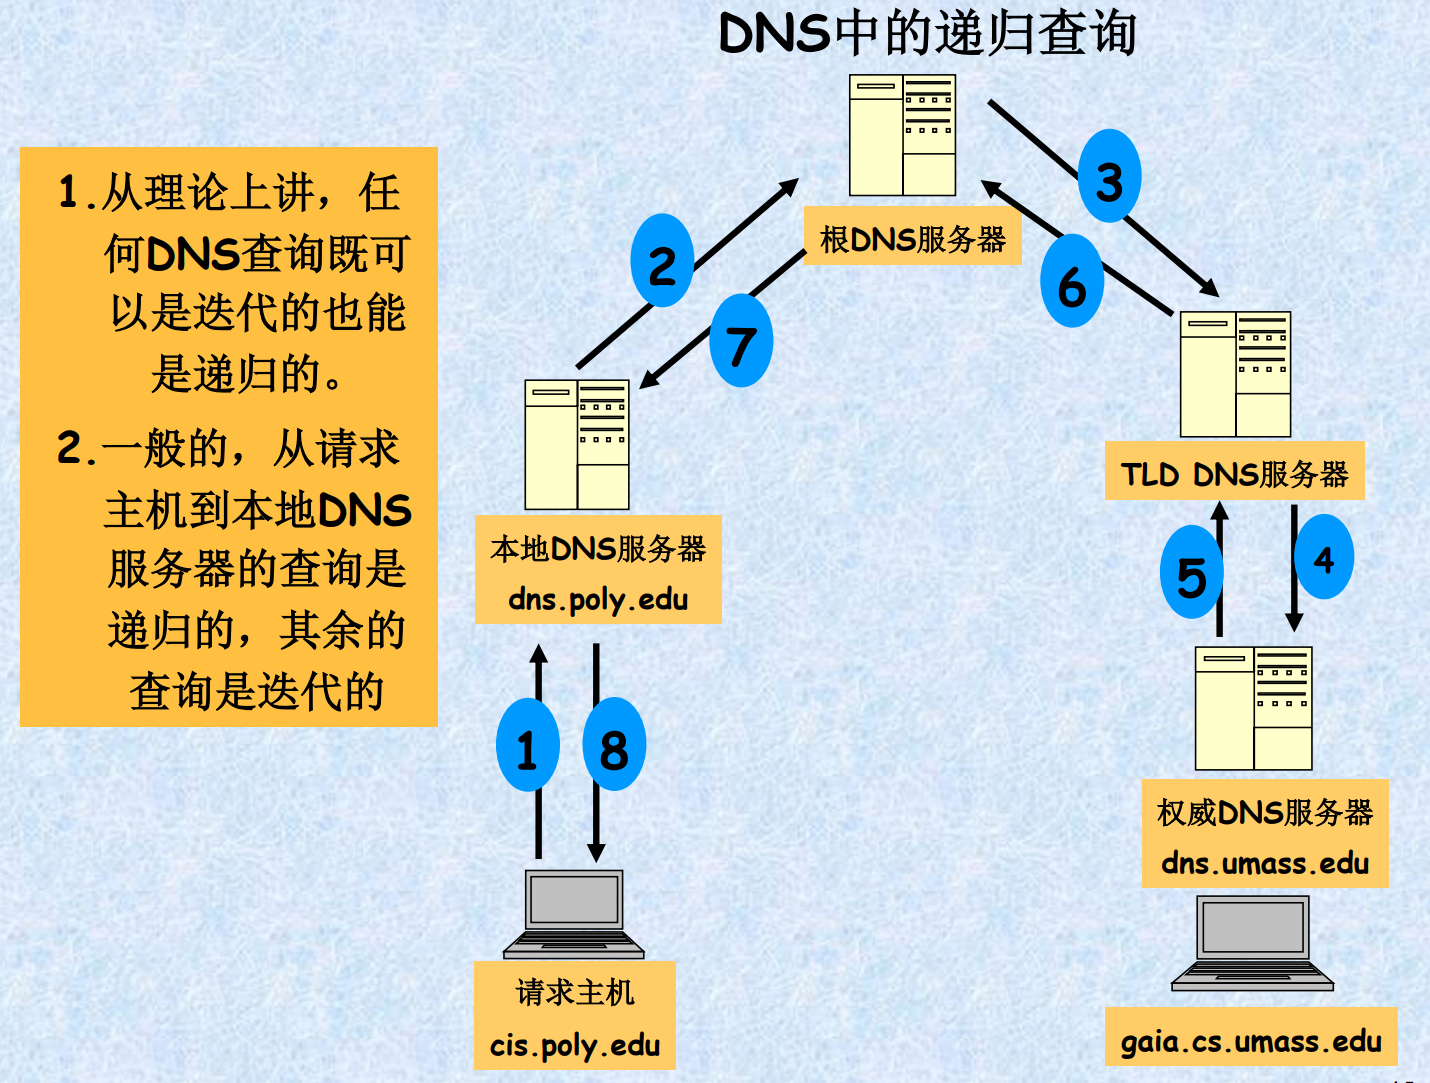 DNS中的递归查询
1.从理论上讲，任
何DNS查询既可
以是迭代的也能
是递归的。
2.一般的，从请求
主机到本地DNS
服务器的查询是
递归的，其余的
查询是迭代的
根DNS服务器
2
7
3
6
TLD DNS服务器
5
4
本地DNS服务器
dns.poly.edu
1
8
权威DNS服务器
dns.umass.edu
请求主机
cis.poly.edu
gaia.cs.umass.edu